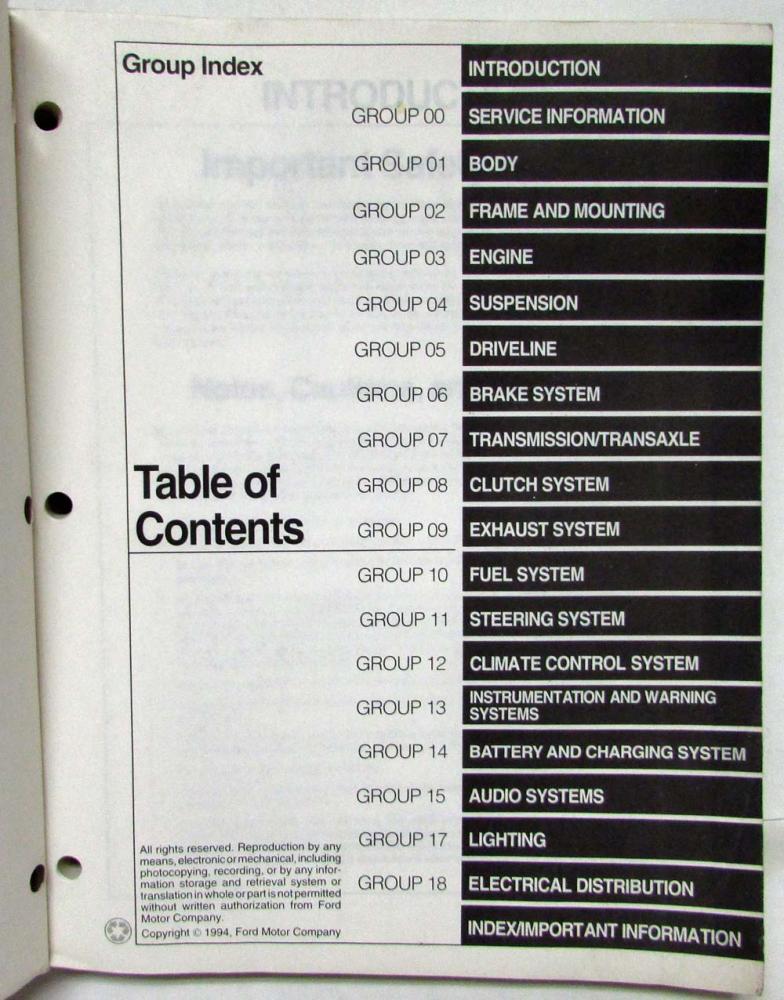 Group Index
INTRODUCTION
GROUP 00 SERVICE INFORMATION
GROUP 01 BODY
GROUP 02 FRAME AND MOUNTING
GROUP 03 ENGINE
GROUP 04 SUSPENSION
GROUP 05 DRIVELINE
GROUP 06 BRAKE SYSTEM
GROUP 07 TRANSMISSION/TRANSAXLE
Table of
Contents
GROUP 08 CLUTCH SYSTEM
GROUP 09 EXHAUST SYSTEM
GROUP 10 FUEL SYSTEM
GROUP 11 STEERING SYSTEM
GROUP 12 CLIMATE CONTROL SYSTEM
GROUP 13 INSTRUMENTATION AND WARNING
SYSTEMS
GROUP 14 BATTERY AND CHARGING SYSTEM
GROUP 15 AUDIO SYSTEMS
GROUP 17 LIGHTING
GROUP 18 ELECTRICAL DISTRIBUTION
INDEX/IMPORTANT INFORMATION
All rights reserved. Reproduction by any
means, electronic or mechanical, including
photocopying, recording, or by any infor-
mation storage and retrieval system or
translation in whole or part is not permitted
without written authorization from Ford
Motor Company.
Copyright © 1994, Ford Motor Company